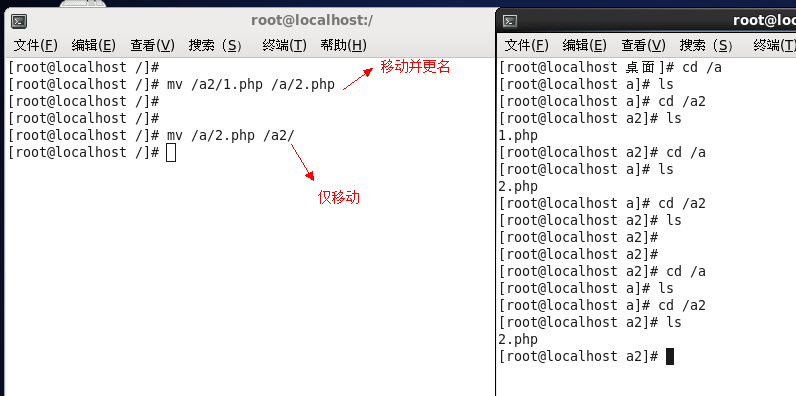 root@localhost:/
文件(F) 编辑(E) 查看(V) 搜索（S） 终端(T) 帮助(H)
[root@localhost /]#
[root@localhost /]# mv /a2/1.php /a/2.php
移动并更名
[root@localhost /]#
[root@localhost /]#
[root@localhost /]# mv /a/2.php /a2/
[root@localhost /]#
仅移动
root@loca
文件(F) 编辑(E) 查看(V) 搜索（S） 终端(T)
[root@localhost 桌面]# cd /a
[root@localhost a]# ls
[root@localhost a]# cd /a2
[root@localhost a2]# ls
1.php
[root@localhost a2]# cd /a
[root@localhost a]# ls
2.php
[root@localhost a]# cd /a2
[root@localhost a2]# ls
[root@localhost a2]#
[root@localhost a2]#
[root@localhost a2]# cd /a
[root@localhost a]# ls
[root@localhost a]# cd /a2
[root@localhost a2]# ls
2.php
[root@localhost a2]#